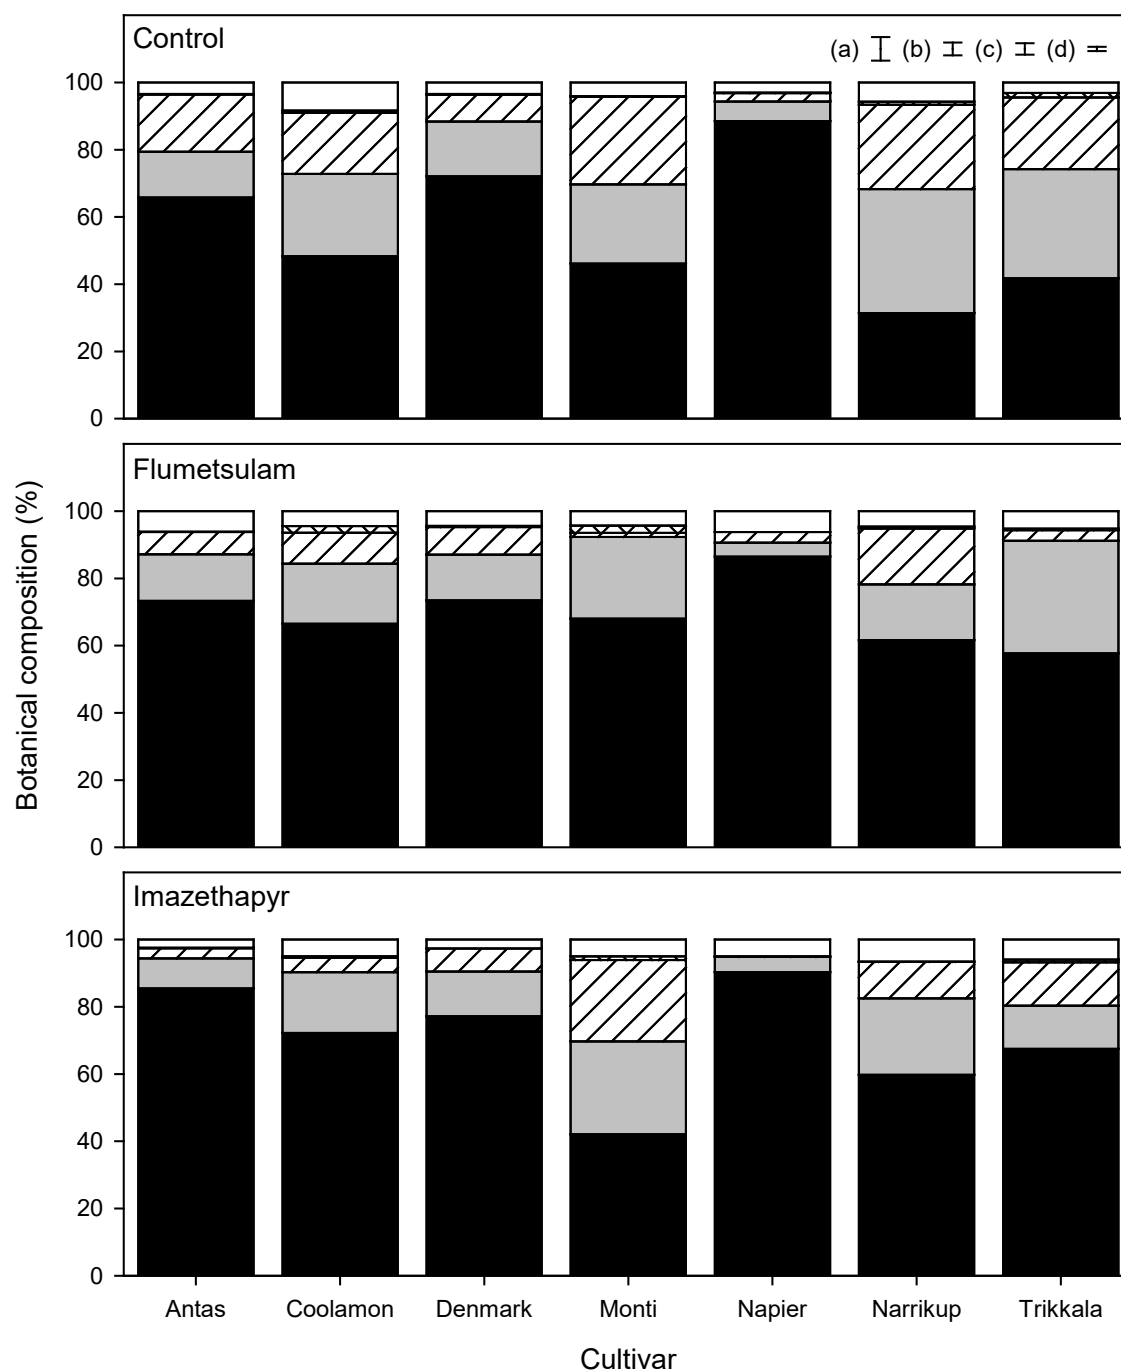 Control
(a) (b) (c) (d)
100
80
60
40
20
0
Flumetsulam
100
80
60
40
20
0
Botanical composition (%)
Imazethapyr
100
80
60
40
20
0
Antas Coolamon Denmark Monti Napier Narrikup Trikkala
Cultivar